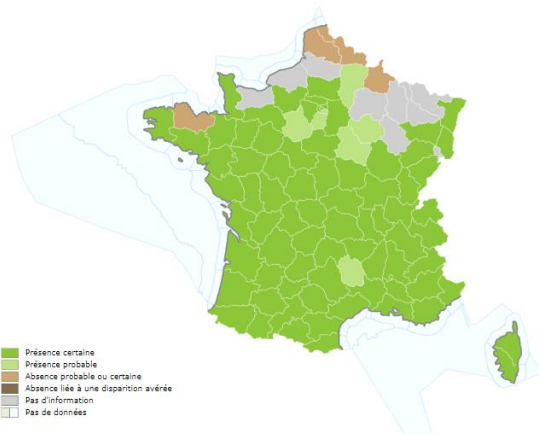 Présence certaine
Présence probable
Absence probable ou certaine
Absence liée à une disparition avérée
Pas d'information
Pas de données